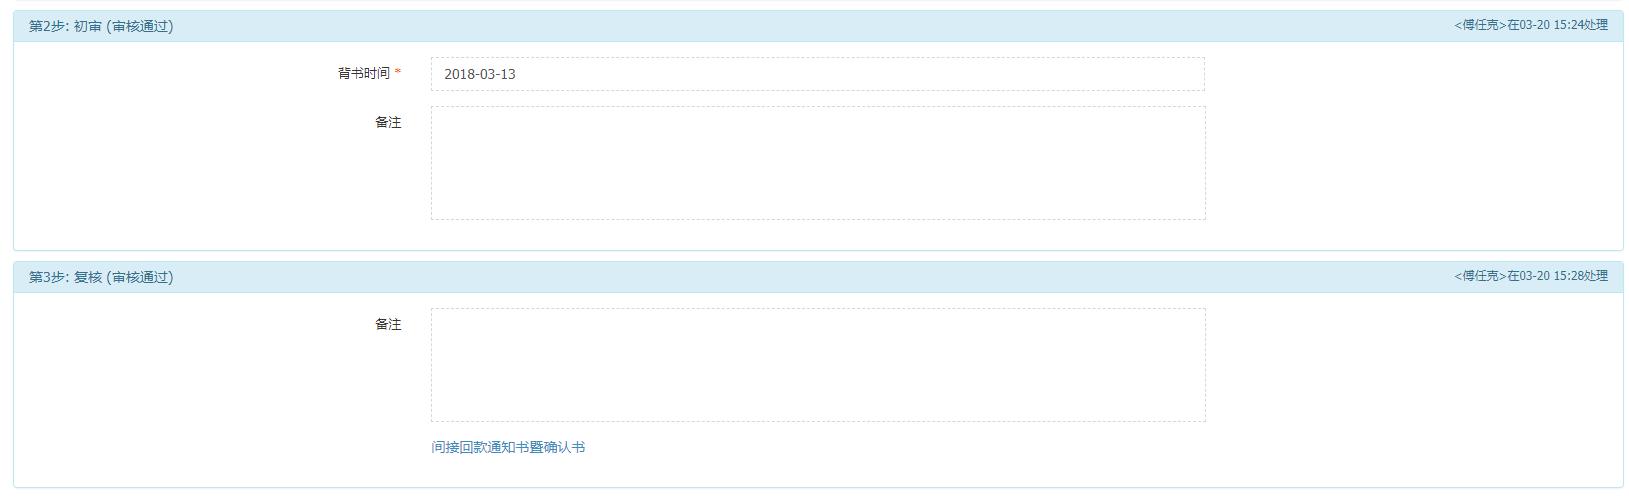 第2步: 初审 (审核通过)
<傅任克>在03-20 15:24处理
背书时间 *
2018-03-13
备注
第3步: 复核 (审核通过)
<傅任克>在03-20 15:28处理
备注
间接回款通知书暨确认书